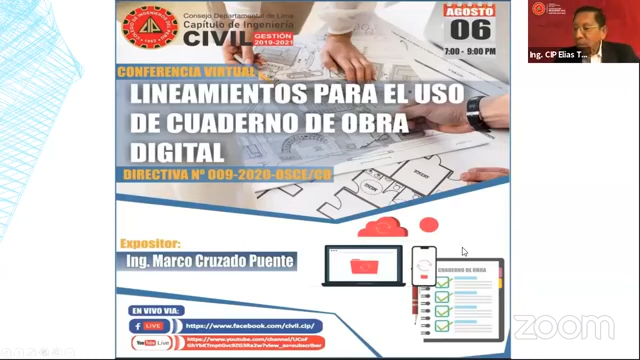 Consejo Departamental de Lima
Capítulo de Ingeniería
CIVIL GESTIÓN 2019-2021
AGOSTO
06
7:00 - 9:00 PM
Ing. CIP Elias T...
CONFERENCIA VIRTUAL
LINEAMIENTOS PARA EL USO
DE CUADERNO DE OBRA
DIGITAL
DIRECTIVA Nº 009-2020-OSCE/CD
Expositor:
Ing. Marco Cruzado Puente
CUADERNO DE OBRA
EN VIVO VIA:
LIVE https://www.facebook.com/civil.cip/
YouTube Live
zoom